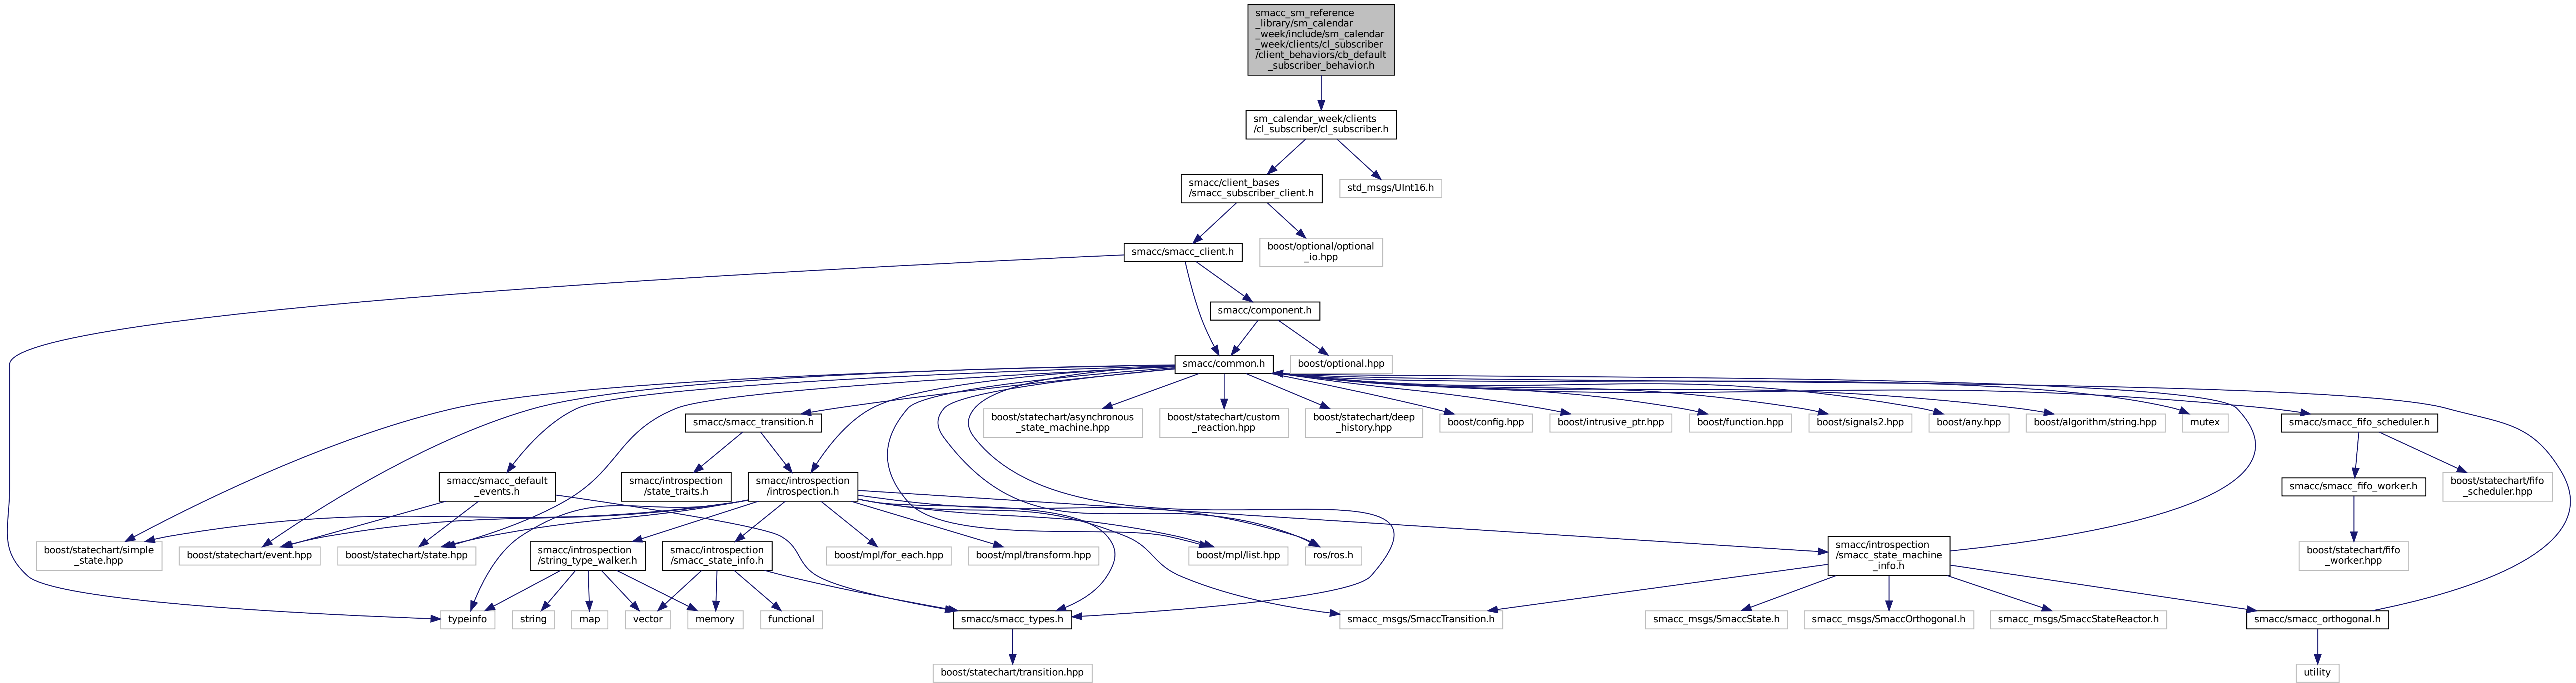 smacc_sm_reference
_library/sm_calendar
_week/include/sm_calendar
_week/clients/cl_subscriber
/client_behaviors/cb_default
_subscriber_behavior.h
sm_calendar_week/clients
/cl_subscriber/cl_subscriber.h
smacc/client_bases
/smacc_subscriber_client.h
std_msgs/UInt16.h
smacc/smacc_client.h
boost/optional/optional
_io.hpp
smacc/component.h
smacc/common.h
boost/optional.hpp
smacc/smacc_transition.h
boost/statechart/asynchronous
_state_machine.hpp
boost/statechart/custom
_reaction.hpp
boost/statechart/deep
_history.hpp
boost/config.hpp
boost/intrusive_ptr.hpp
boost/function.hpp
boost/signals2.hpp
boost/any.hpp
boost/algorithm/string.hpp
mutex
smacc/smacc_fifo_scheduler.h
smacc/smacc_default
_events.h
smacc/introspection
/state_traits.h
smacc/introspection
/introspection.h
smacc/smacc_fifo_worker.h
boost/statechart/fifo
_scheduler.hpp
boost/statechart/simple
_state.hpp
boost/statechart/event.hpp
boost/statechart/state.hpp
smacc/introspection
/string_type_walker.h
smacc/introspection
/smacc_state_info.h
boost/mpl/for_each.hpp
boost/mpl/transform.hpp
boost/mpl/list.hpp
ros/ros.h
smacc/introspection
/smacc_state_machine
_info.h
boost/statechart/fifo
_worker.hpp
typeinfo
string
map
vector
memory
functional
smacc/smacc_types.h
smacc_msgs/SmaccTransition.h
smacc_msgs/SmaccState.h
smacc_msgs/SmaccOrthogonal.h
smacc_msgs/SmaccStateReactor.h
smacc/smacc_orthogonal.h
boost/statechart/transition.hpp
utility